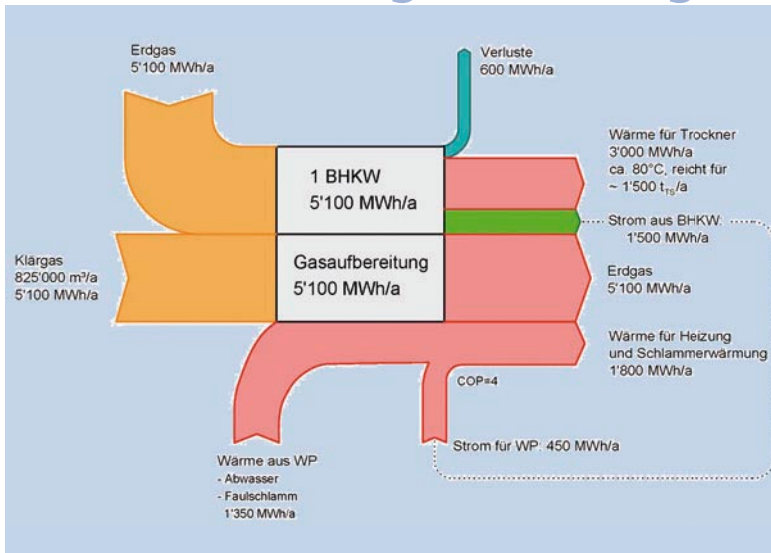 Erdgas
5'100 MWh/a
Verluste
600 MWh/a
Wärme für Trockner
3'000 MWh/a
ca. 80°C, reicht für
~ 1'500 tTS/a
1 BHKW
5'100 MWh/a
Strom aus BHKW:
1'500 MWh/a
Klärgas
825'000 m³/a
5'100 MWh/a
Gasaufbereitung
5'100 MWh/a
Erdgas
5'100 MWh/a
Wärme für Heizung
und Schlammerwärmung
1'800 MWh/a
COP=4
Strom für WP: 450 MWh/a
Wärme aus WP
- Abwasser
- Faulschlamm
1'350 MWh/a